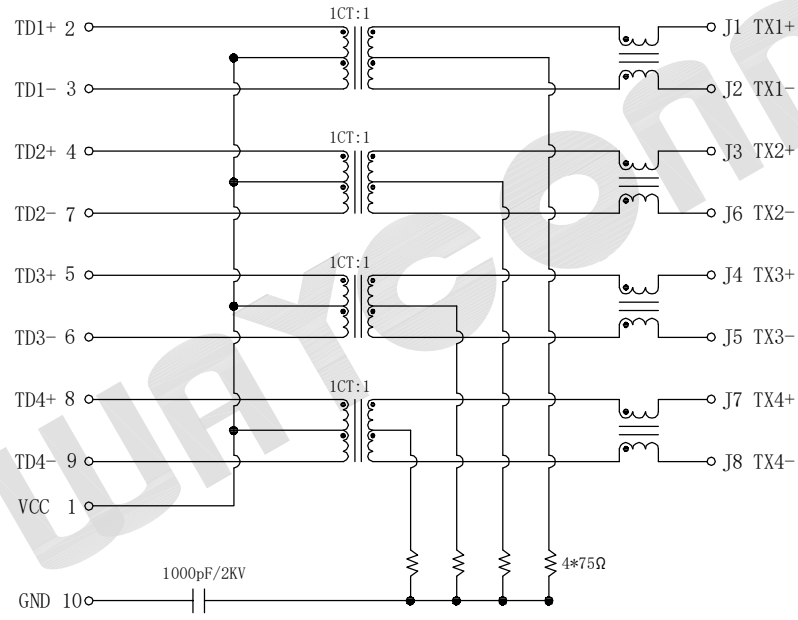 1CT:1
TD1+ 2
J1 TX1+
TD1- 3
J2 TX1-
1CT:1
TD2+ 4
J3 TX2+
TD2- 7
J6 TX2-
1CT:1
TD3+ 5
J4 TX3+
TD3- 6
J5 TX3-
1CT:1
TD4+ 8
J7 TX4+
TD4- 9
J8 TX4-
VCC 1
4*75Ω
1000pF/2KV
GND 10
WAYCONN